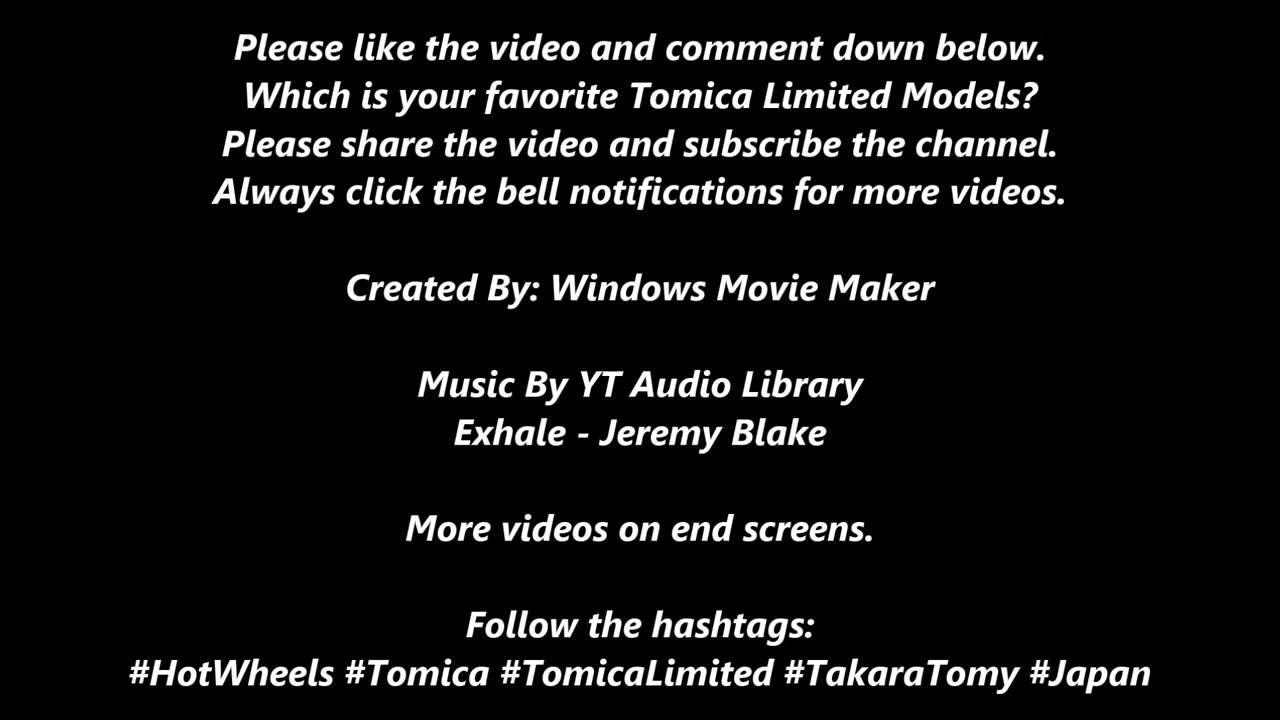 Please like the video and comment down below.
Which is your favorite Tomica Limited Models?
Please share the video and subscribe the channel.
Always click the bell notifications for more videos.
Created By: Windows Movie Maker
Music By YT Audio Library
Exhale - Jeremy Blake
More videos on end screens.
Follow the hashtags:
#HotWheels #Tomica #TomicaLimited #TakaraTomy #Japan